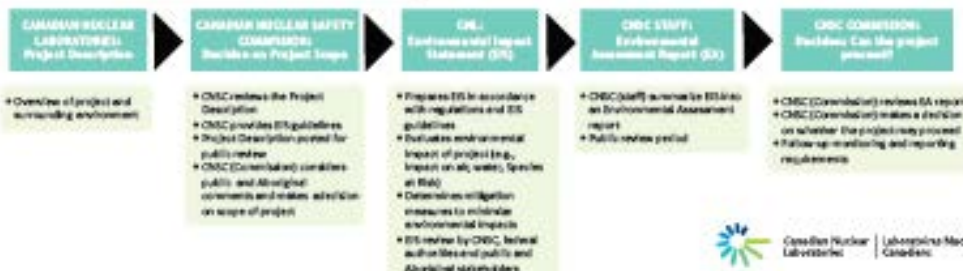 CANADIAN NUCLEAR
LABORATORIES:
Project Description
• Overview of project and
surrounding environment
CANADIAN NUCLEAR SAFETY
COMMISSION:
Decision on Project Scope
• CNSC reviews the Project
Description
• CNSC provides EIS guidelines
• Project Description posted for
public review
• CNSC (Commission) considers
public and Aboriginal
comments and makes a decision
on scope of project
CNL:
Environmental Impact
Statement (EIS)
• Prepares EIS in accordance
with regulations and EIS
guidelines
• Evaluates environmental
impact of project (e.g.,
impact on air, water, Species
at Risk)
• Determines mitigation
measures to minimize
environmental impacts
• EIS review by CNSC, federal
authorities and public and
Aboriginal stakeholders
CNSC STAFF:
Environmental
Assessment Report (EA)
• CNSC (staff) summarize EIS into
an Environmental Assessment
report
• Public review period
CNSC COMMISSION:
Decision: Can the project
proceed?
• CNSC (Commission) reviews EA report
• CNSC (Commission) makes a decision
on whether the project may proceed
• Follow-up monitoring and reporting
requirements
Canadian Nuclear
Laboratories
Laboratoires Nuc
Canadiens